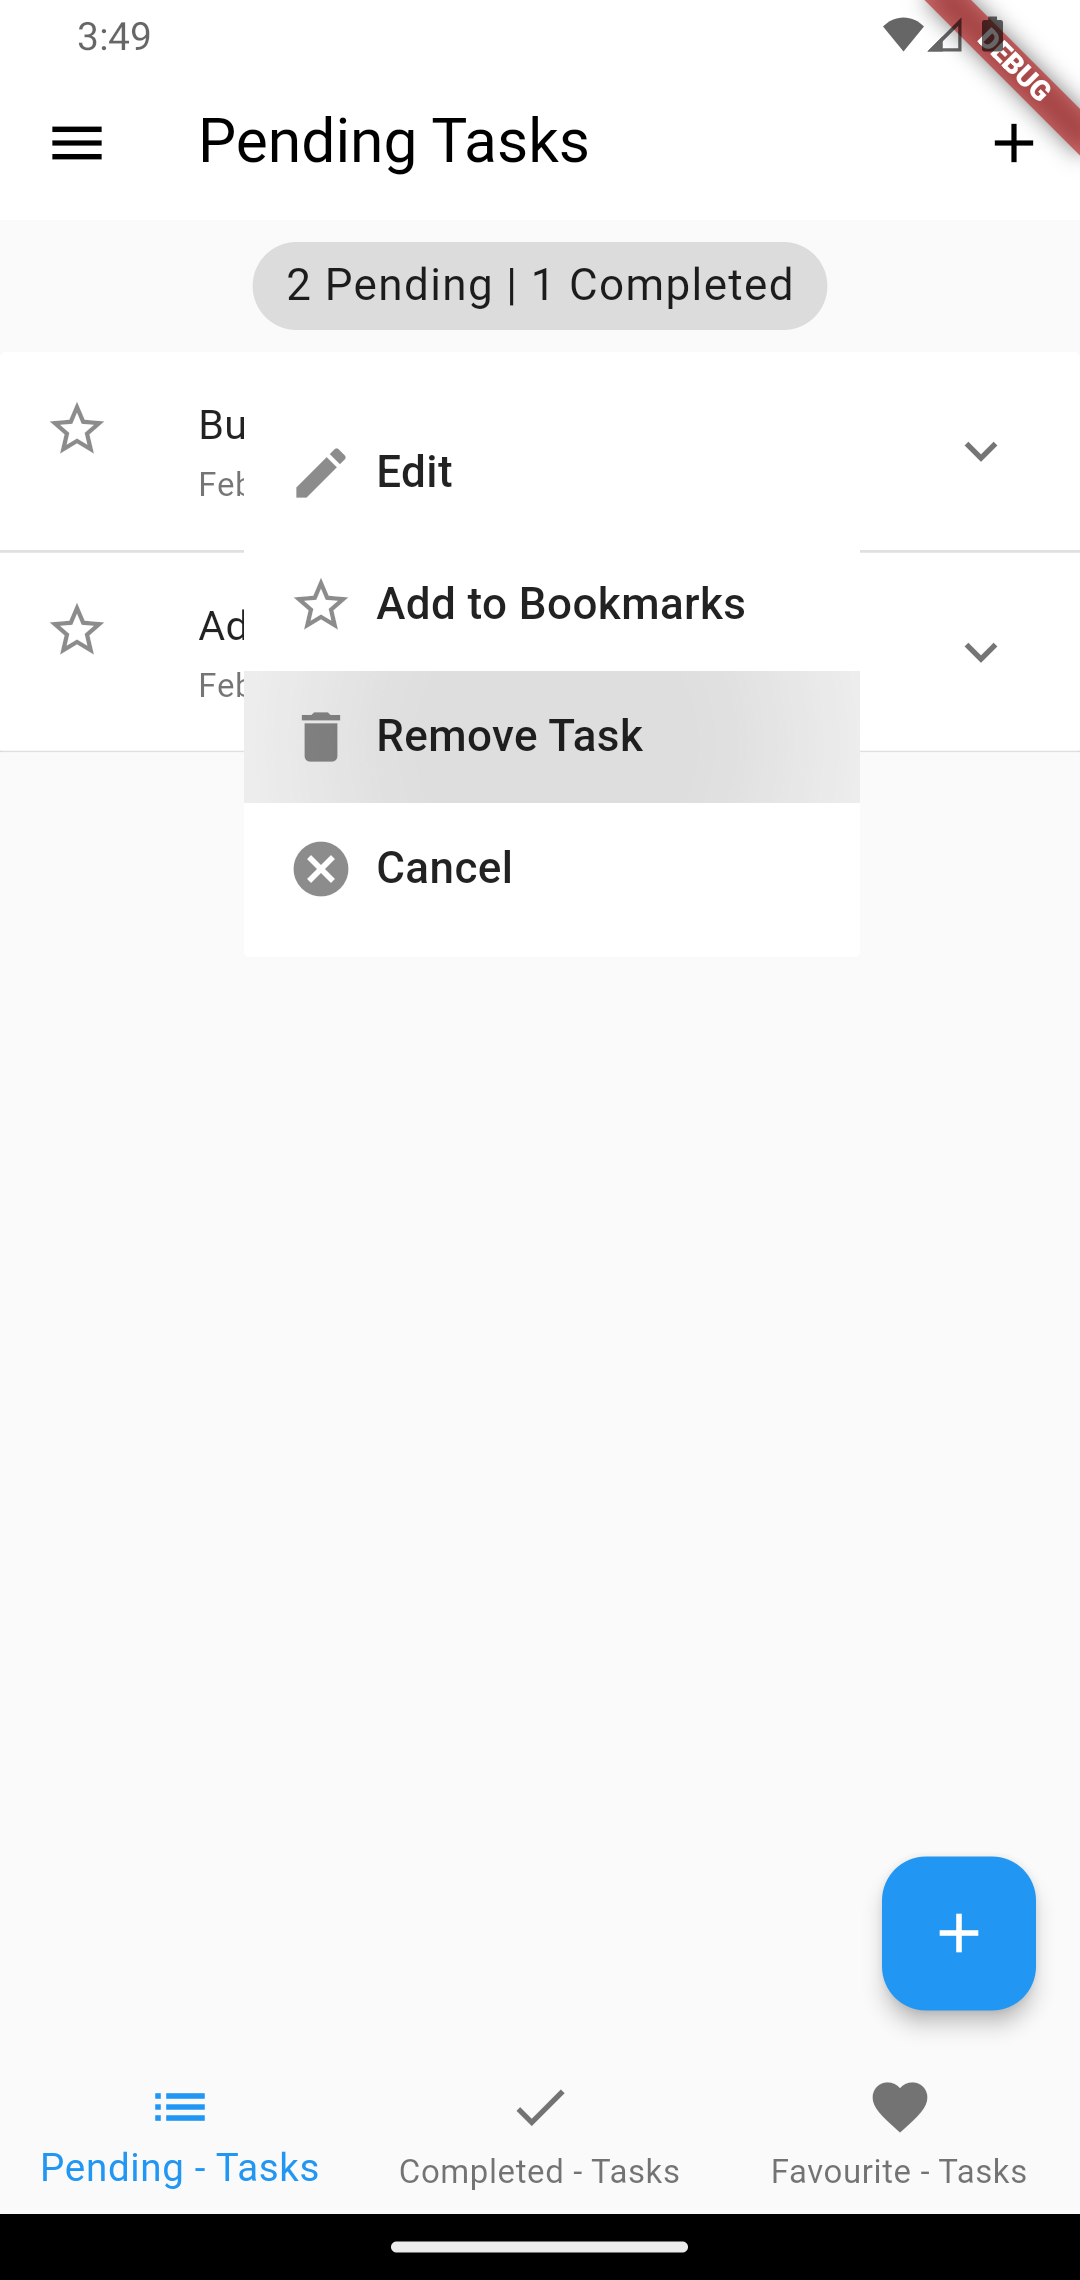 3:49
DEBUG
Pending Tasks
2 Pending | 1 Completed
Bu
Feb
Edit
Add to Bookmarks
Ad
Feb
Remove Task
Cancel
Pending - Tasks
Completed - Tasks
Favourite - Tasks